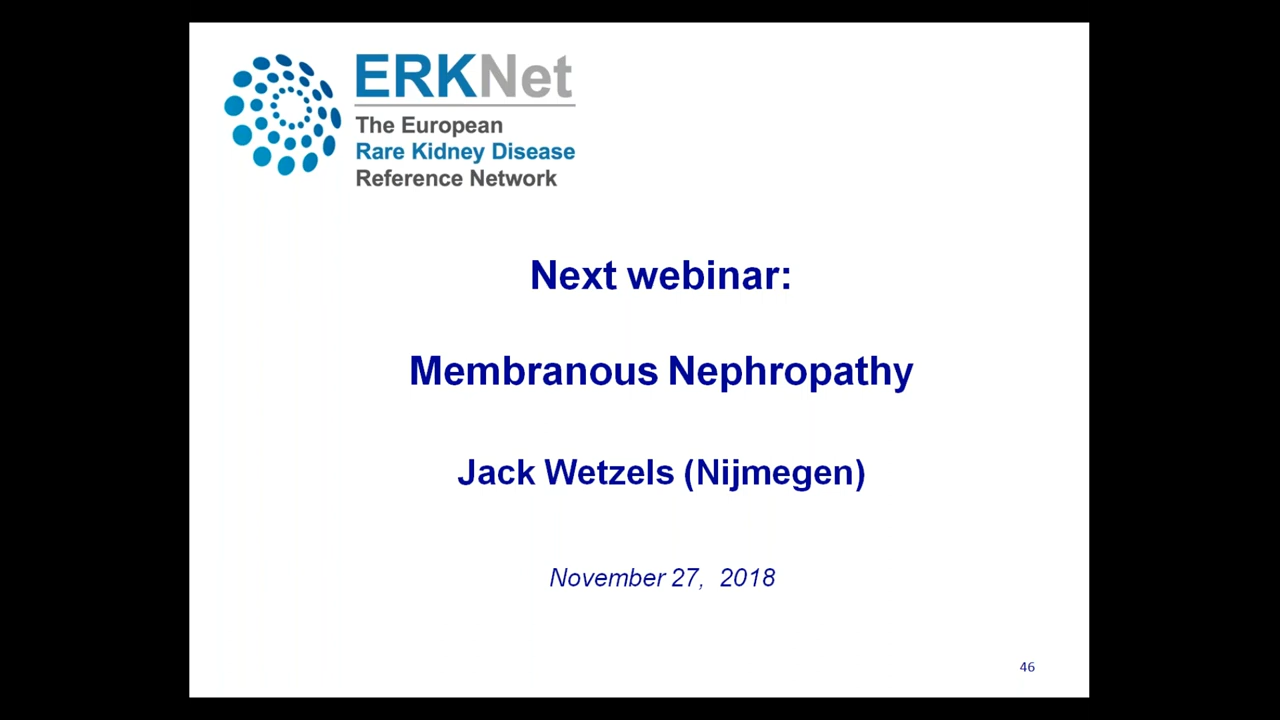 ERKNet
The European
Rare Kidney Disease
Reference Network
Next webinar:
Membranous Nephropathy
Jack Wetzels (Nijmegen)
November 27, 2018
46